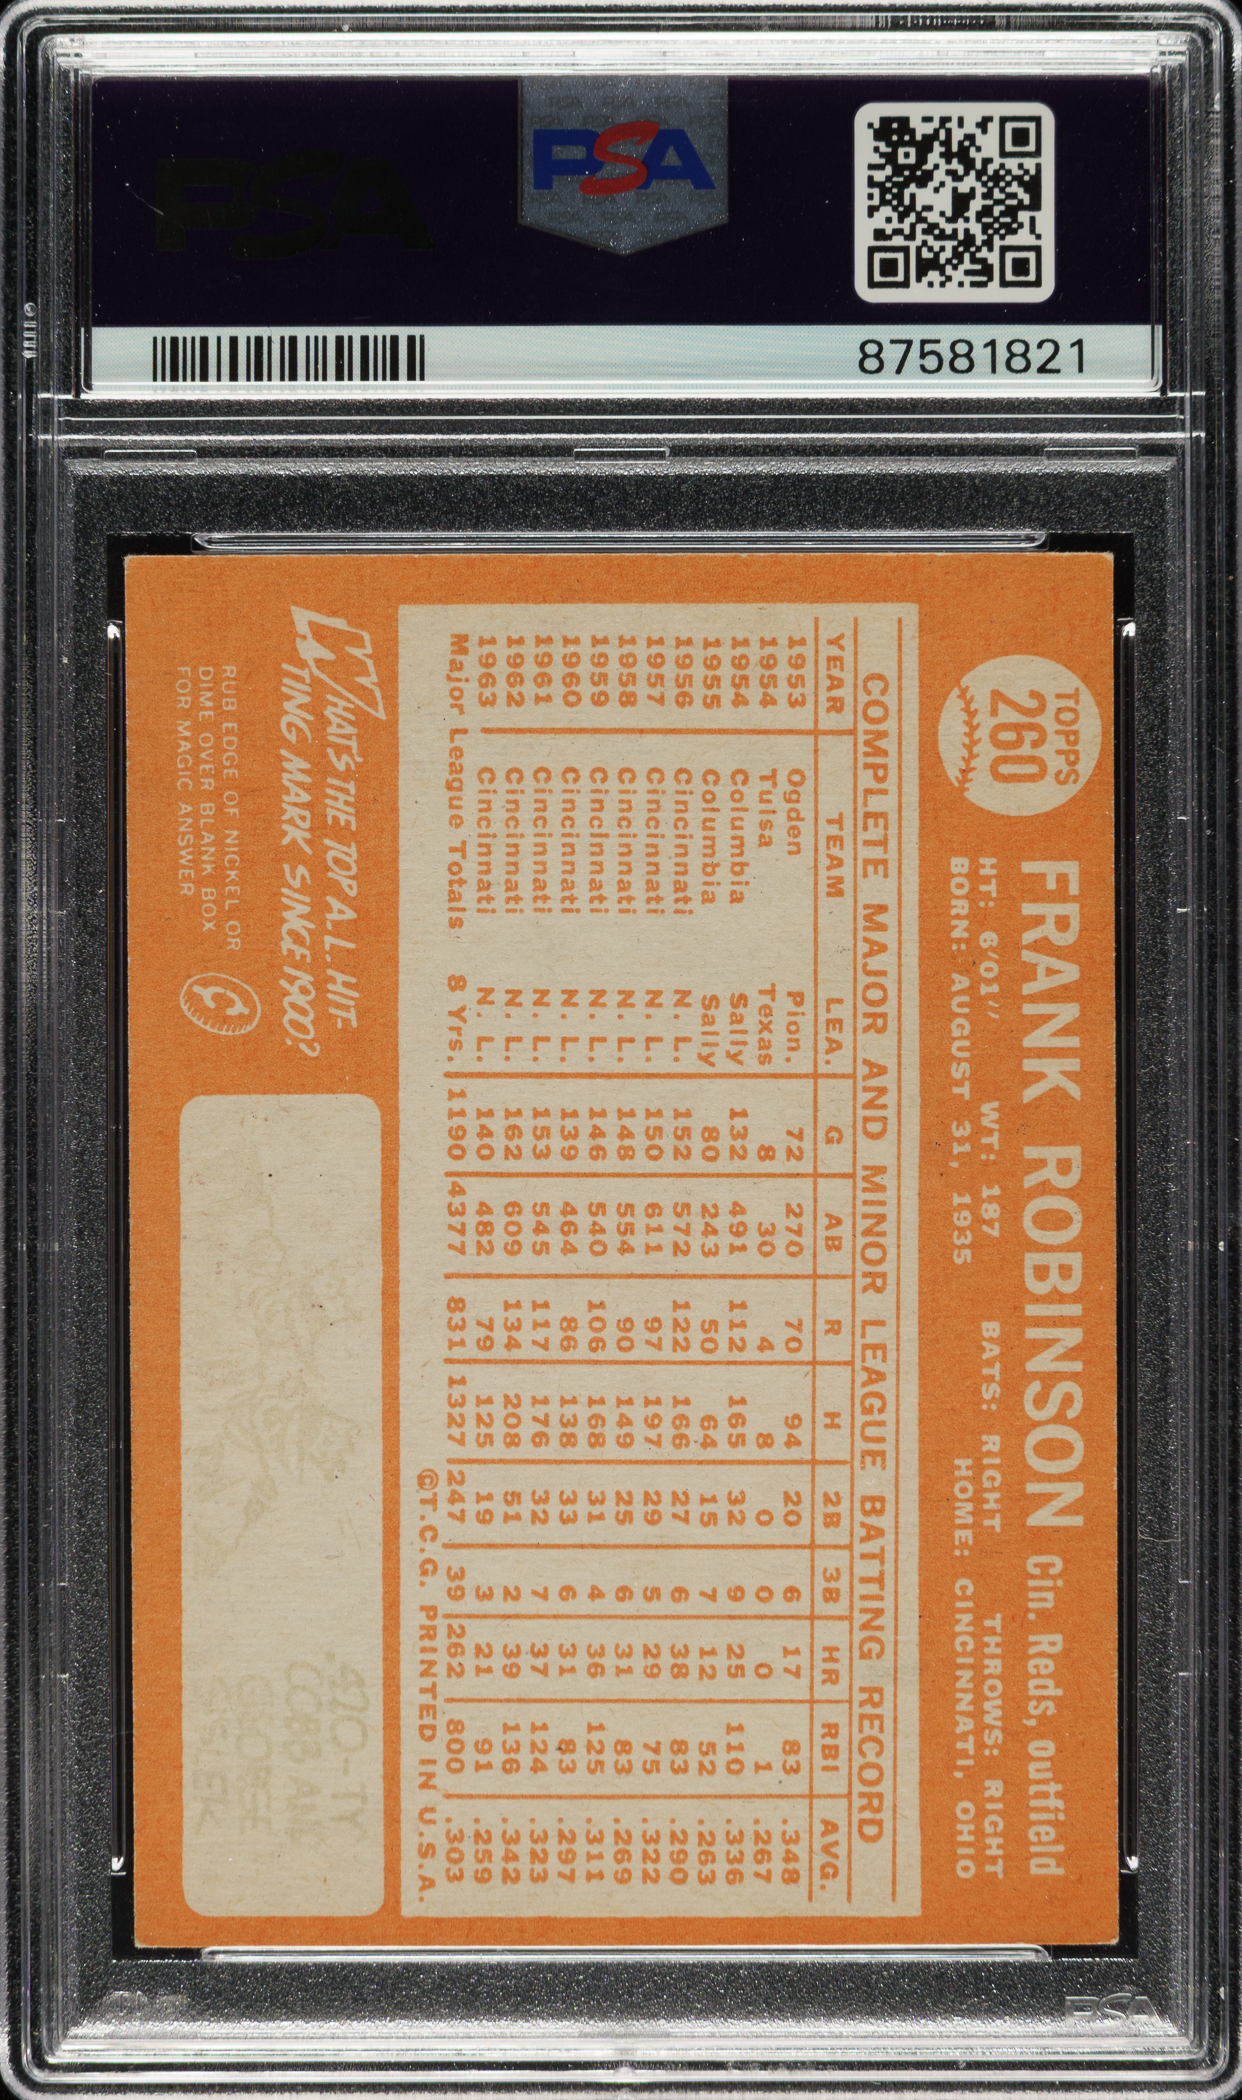 PSA
PSA
87581821
TOPPS
260
FRANK ROBINSON Cin. Reds, outfield
HT: 6'01" WT: 187 BATS: RIGHT THROWS: RIGHT
BORN: AUGUST 31, 1935 HOME: CINCINNATI, OHIO
COMPLETE MAJOR AND MINOR LEAGUE BATTING RECORD
YEAR TEAM LEA. G AB R H 2B 3B HR RBI AVG.
1953 Ogden Pion. 72 270 70 94 20 6 17 83 .348
1954 Tulsa Texas 8 30 4 8 0 0 0 1 .267
1954 Columbia Sally 132 491 112 165 32 9 25 110 .336
1955 Columbia Sally 80 243 50 64 15 7 12 52 .263
1956 Cincinnati N. L. 152 572 122 166 27 6 38 83 .290
1957 Cincinnati N. L. 150 611 97 197 29 5 29 75 .322
1958 Cincinnati N. L. 148 554 90 149 25 6 31 83 .269
1959 Cincinnati N. L. 146 540 106 168 31 4 36 125 .311
1960 Cincinnati N. L. 139 464 86 138 33 6 31 83 .297
1961 Cincinnati N. L. 153 545 117 176 32 7 37 124 .323
1962 Cincinnati N. L. 162 609 134 208 51 2 39 136 .342
1963 Cincinnati N. L. 140 482 79 125 19 3 21 91 .259
Major League Totals 8 Yrs. 1190 4377 831 1327 247 39 262 800 .303
©T.C.G. PRINTED IN U.S.A.
WHAT'S THE TOP A.L. HIT-
TING MARK SINCE 1900?
RUB EDGE OF NICKEL OR
DIME OVER BLANK BOX
FOR MAGIC ANSWER
.420-TY
COBB AN
GEORGE
SISLER
PSA